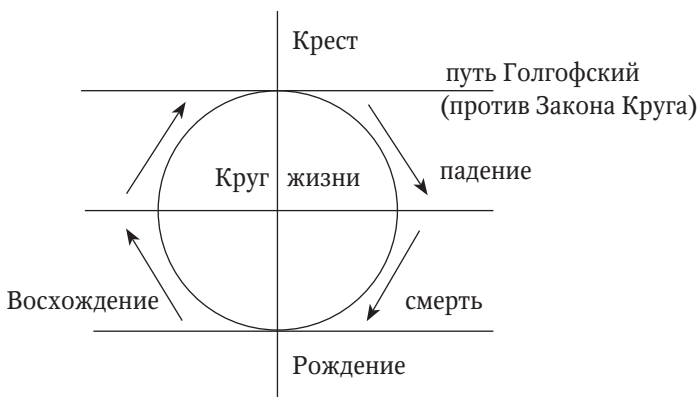 Крест
путь Голгофский
(против Закона Круга)
Круг жизни
падение
Восхождение
смерть
Рождение